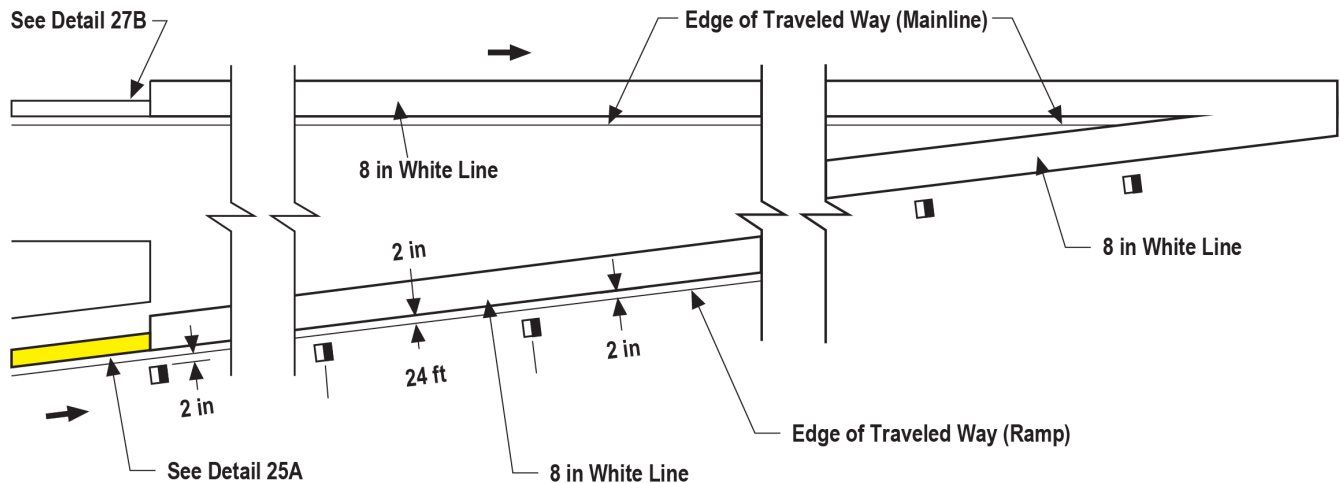 See Detail 27B
Edge of Traveled Way (Mainline)
8 in White Line
2 in
8 in White Line
2 in
24 ft
2 in
Edge of Traveled Way (Ramp)
See Detail 25A
8 in White Line